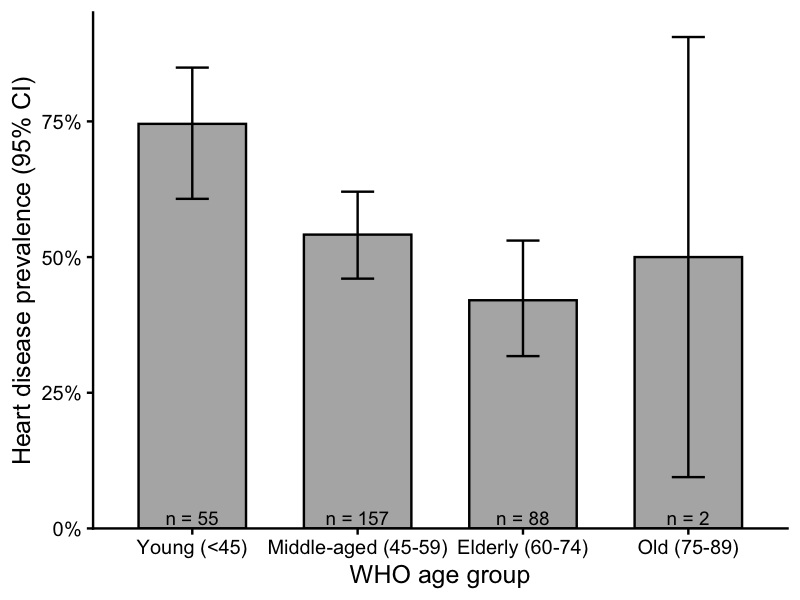 Heart disease prevalence (95% CI)
75%
50%
25%
0%
n = 55
n = 157
n = 88
n = 2
Young (<45)
Middle-aged (45-59)
Elderly (60-74)
Old (75-89)
WHO age group